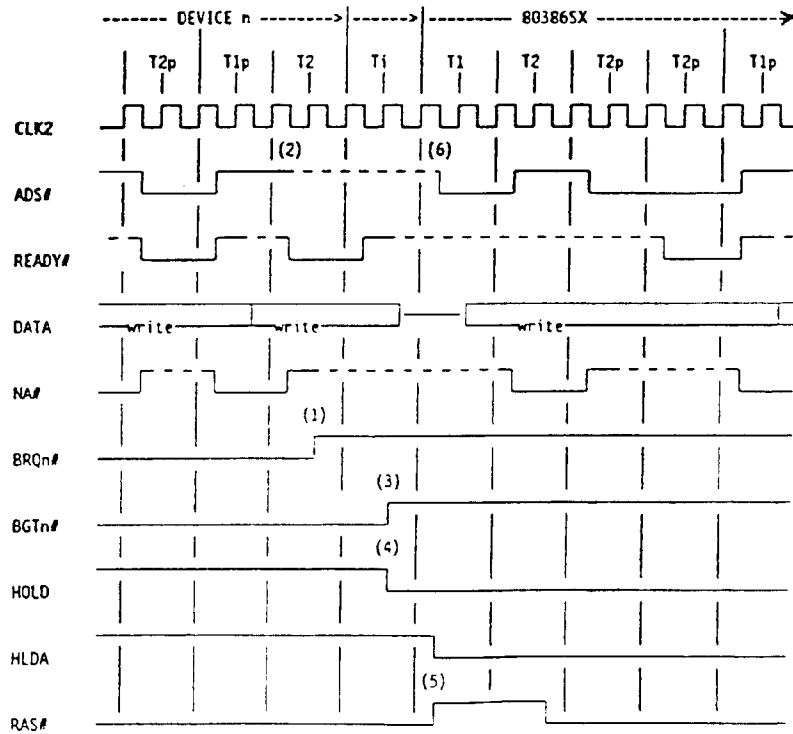 DEVICE n 80386SX
T2p T1p T2 Ti T1 T2 T2p T2p T1p
CLK2
(2) (6)
ADS#
READY#
DATA
write write write
NA#
(1)
BRQn#
(3)
BGTn#
(4)
HOLD
HLDA
(5)
RAS#